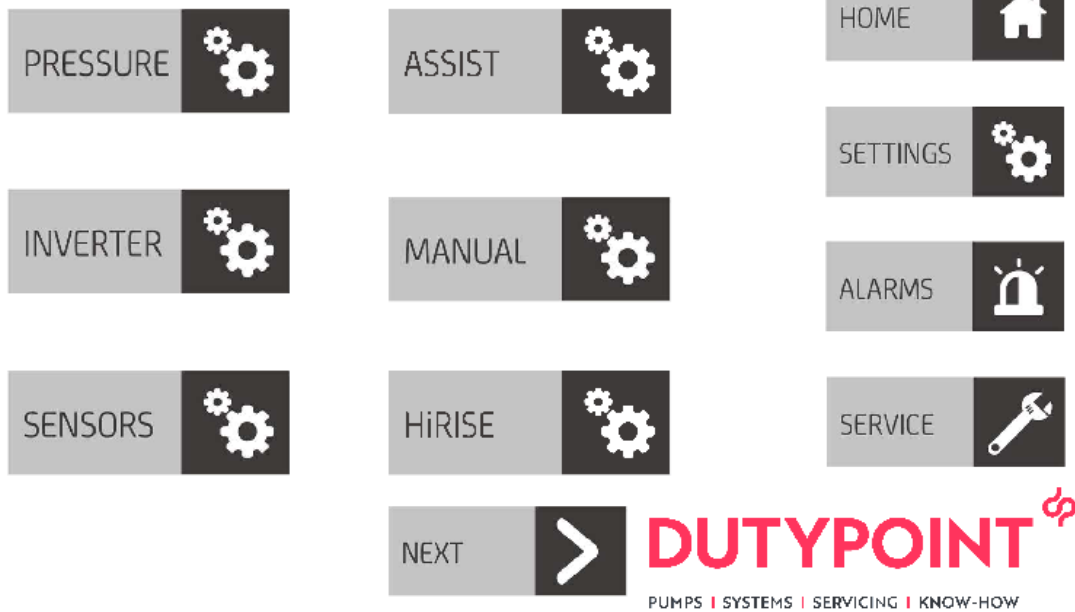 PRESSURE
ASSIST
HOME
SETTINGS
INVERTER
MANUAL
ALARMS
SENSORS
HiRISE
SERVICE
NEXT
DUTYPOINT
PUMPS | SYSTEMS | SERVICING | KNOW-HOW